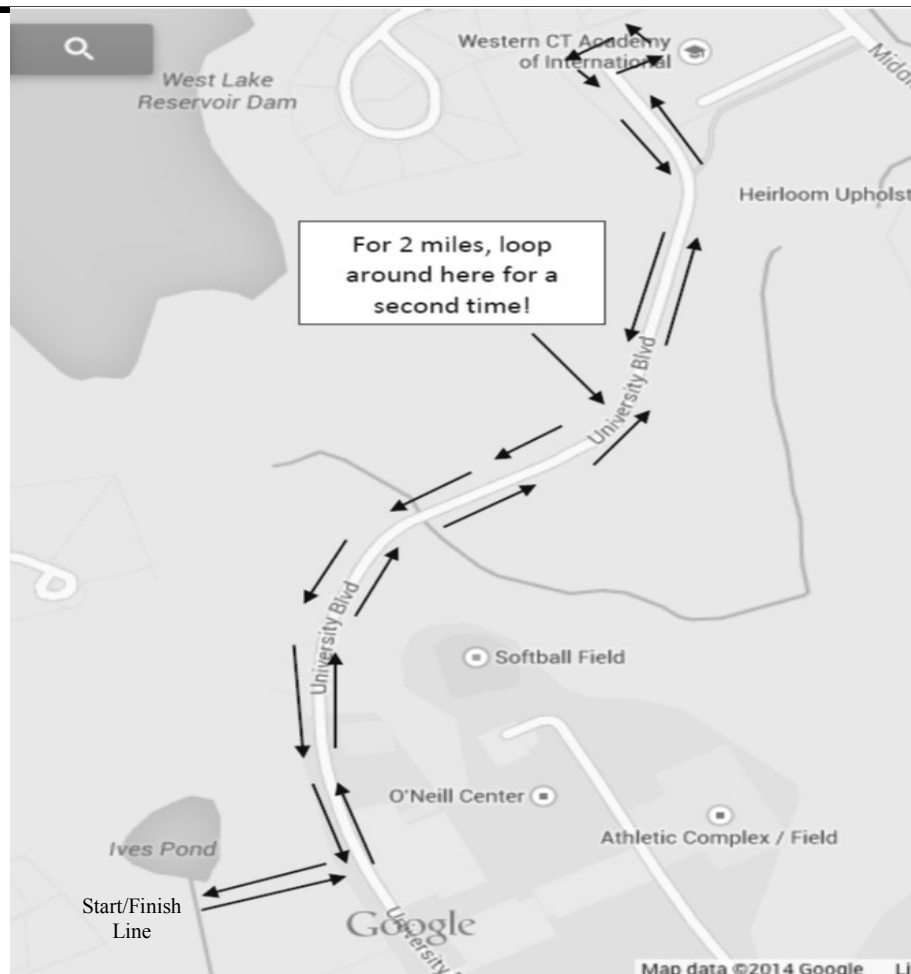 Western CT Academy
of International
West Lake
Reservoir Dam
Heirloom Upholst
For 2 miles, loop
around here for a
second time!
University Blvd
University Blvd
Softball Field
O'Neill Center
Athletic Complex / Field
Ives Pond
Start/Finish
Line
Google
University
Map data ©2014 Google Li